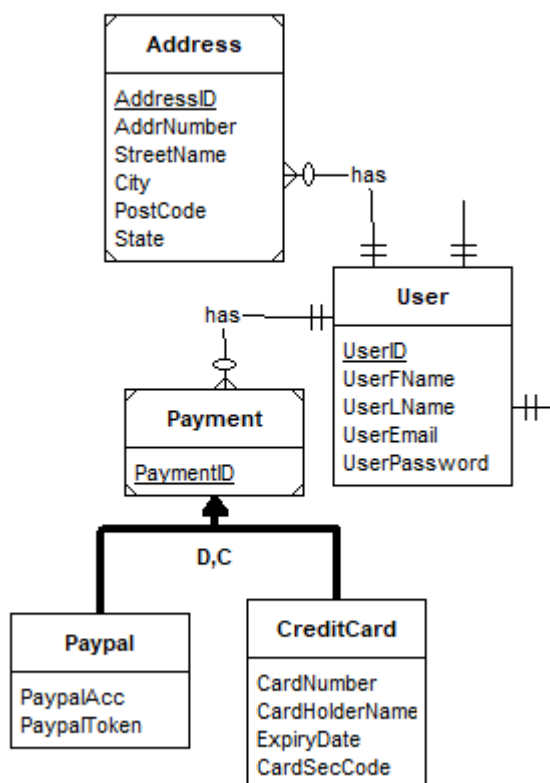 Address
AddressID
AddrNumber
StreetName
City
PostCode
State
has
User
UserID
UserFName
UserLName
UserEmail
UserPassword
has
Payment
PaymentID
D,C
Paypal
PaypalAcc
PaypalToken
CreditCard
CardNumber
CardHolderName
ExpiryDate
CardSecCode